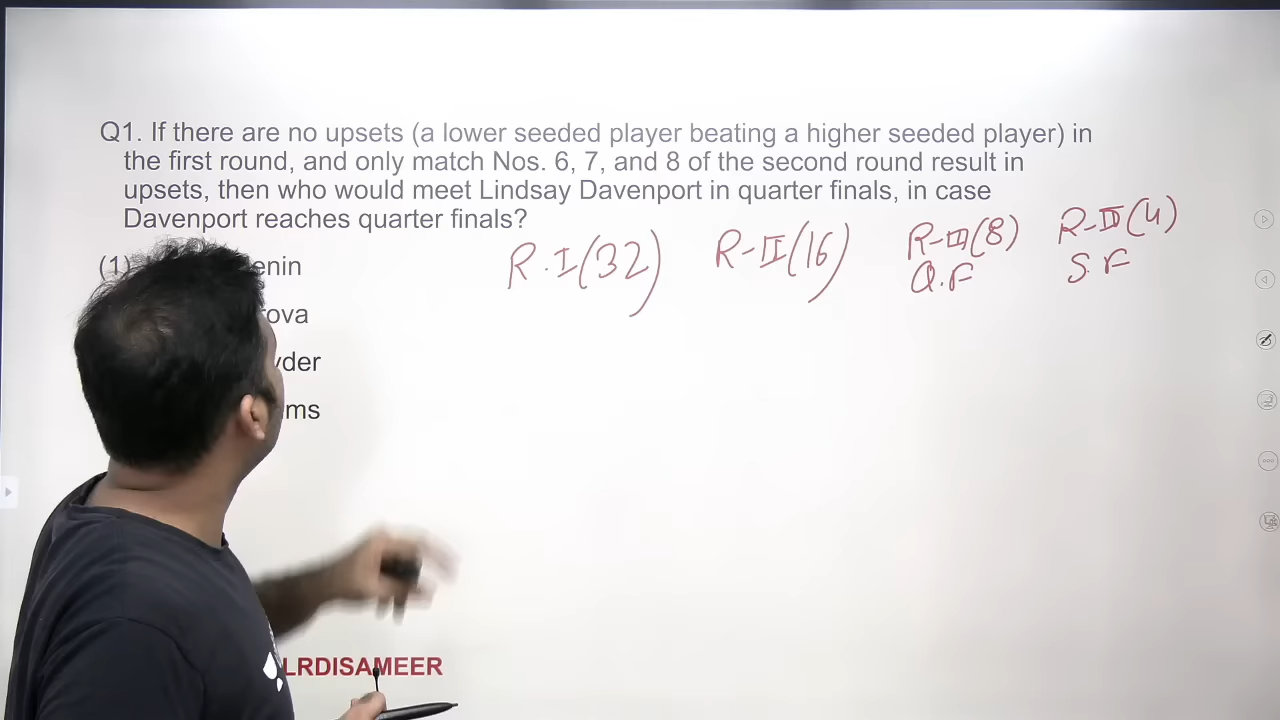 Q1. If there are no upsets (a lower seeded player beating a higher seeded player) in
the first round, and only match Nos. 6, 7, and 8 of the second round result in
upsets, then who would meet Lindsay Davenport in quarter finals, in case
Davenport reaches quarter finals?
R.I(32) R-II(16) R-III(8) R-IV(4)
Q.F S.F
(1) enin
ova
yder
ms
LRDISAMEER